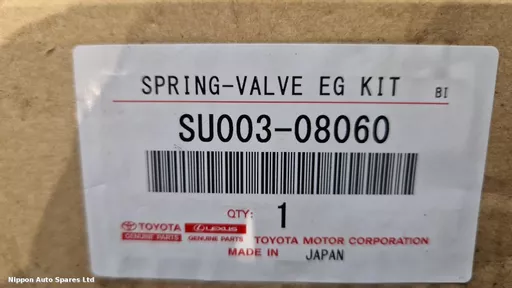 SPRING-VALVE EG KIT BI
SU003-08060
QTY: 1
TOYOTA LEXUS
GENUINE PARTS GENUINE PARTS TOYOTA MOTOR CORPORATION
MADE IN JAPAN
Nippon Auto Spares Ltd